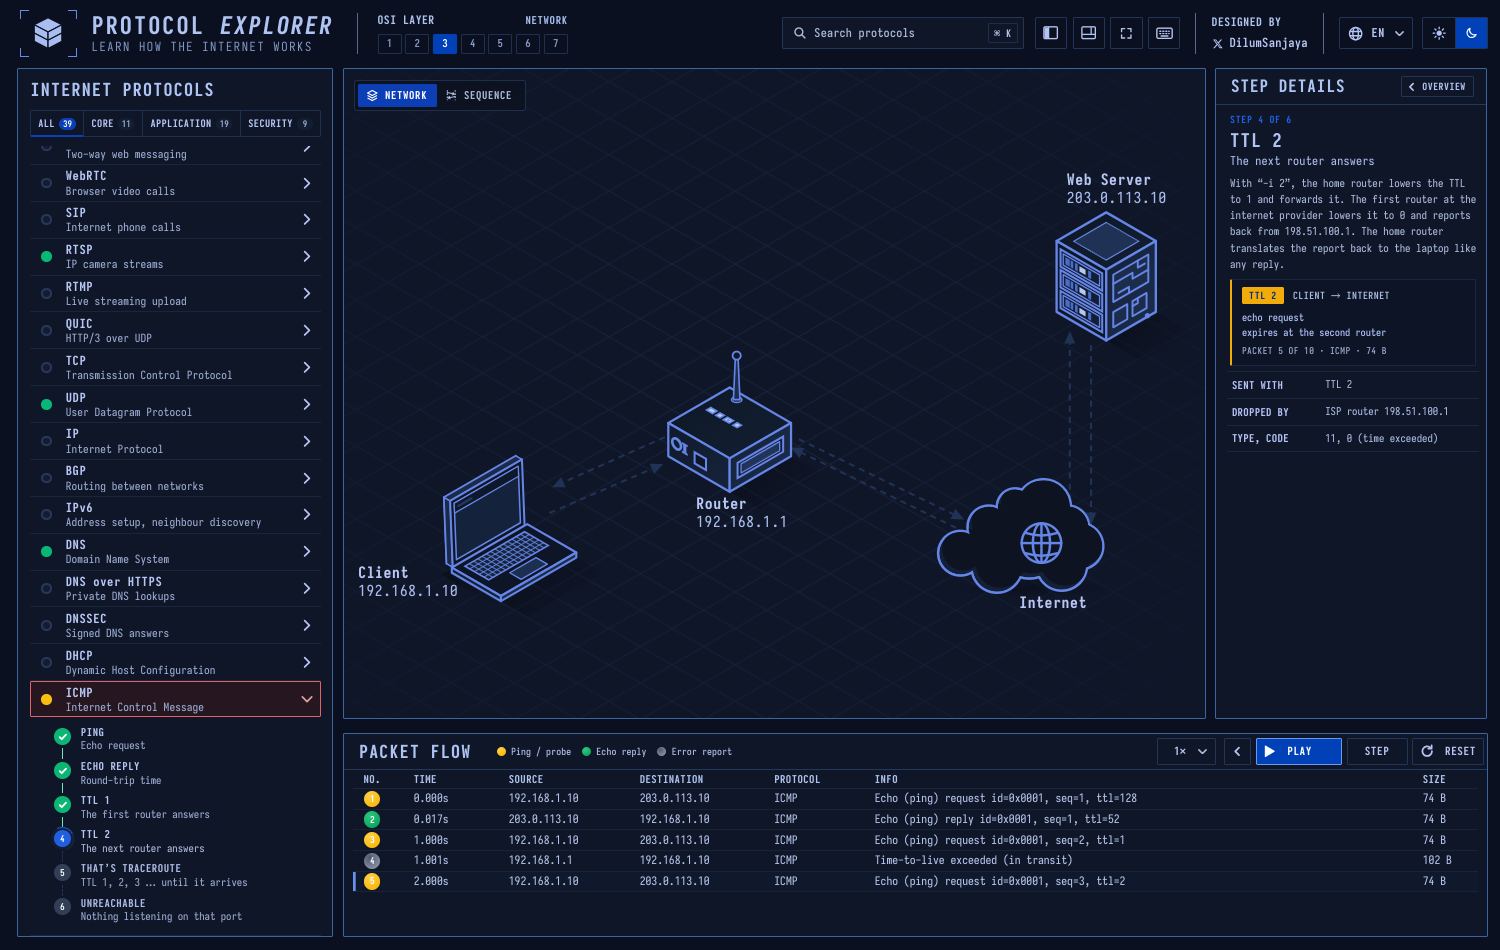 PROTOCOL EXPLORER
LEARN HOW THE INTERNET WORKS
OSI LAYER NETWORK
1 2 3 4 5 6 7
Search protocols ⌘ K
DESIGNED BY
DilumSanjaya
EN
INTERNET PROTOCOLS
ALL 39 CORE 11 APPLICATION 19 SECURITY 9
Two-way web messaging
WebRTC
Browser video calls
SIP
Internet phone calls
RTSP
IP camera streams
RTMP
Live streaming upload
QUIC
HTTP/3 over UDP
TCP
Transmission Control Protocol
UDP
User Datagram Protocol
IP
Internet Protocol
BGP
Routing between networks
IPv6
Address setup, neighbour discovery
DNS
Domain Name System
DNS over HTTPS
Private DNS lookups
DNSSEC
Signed DNS answers
DHCP
Dynamic Host Configuration
ICMP
Internet Control Message
PING
Echo request
ECHO REPLY
Round-trip time
TTL 1
The first router answers
4 TTL 2
The next router answers
5 THAT'S TRACEROUTE
TTL 1, 2, 3 … until it arrives
6 UNREACHABLE
Nothing listening on that port
NETWORK SEQUENCE
Web Server
203.0.113.10
Router
192.168.1.1
Client
192.168.1.10
Internet
STEP DETAILS OVERVIEW
STEP 4 OF 6
TTL 2
The next router answers
With “-i 2”, the home router lowers the TTL
to 1 and forwards it. The first router at the
internet provider lowers it to 0 and reports
back from 198.51.100.1. The home router
translates the report back to the laptop like
any reply.
TTL 2 CLIENT → INTERNET
echo request
expires at the second router
PACKET 5 OF 10 · ICMP · 74 B
SENT WITH TTL 2
DROPPED BY ISP router 198.51.100.1
TYPE, CODE 11, 0 (time exceeded)
PACKET FLOW Ping / probe Echo reply Error report 1× PLAY STEP RESET
NO. TIME SOURCE DESTINATION PROTOCOL INFO SIZE
1 0.000s 192.168.1.10 203.0.113.10 ICMP Echo (ping) request id=0x0001, seq=1, ttl=128 74 B
2 0.017s 203.0.113.10 192.168.1.10 ICMP Echo (ping) reply id=0x0001, seq=1, ttl=52 74 B
3 1.000s 192.168.1.10 203.0.113.10 ICMP Echo (ping) request id=0x0001, seq=2, ttl=1 74 B
4 1.001s 192.168.1.1 192.168.1.10 ICMP Time-to-live exceeded (in transit) 102 B
5 2.000s 192.168.1.10 203.0.113.10 ICMP Echo (ping) request id=0x0001, seq=3, ttl=2 74 B